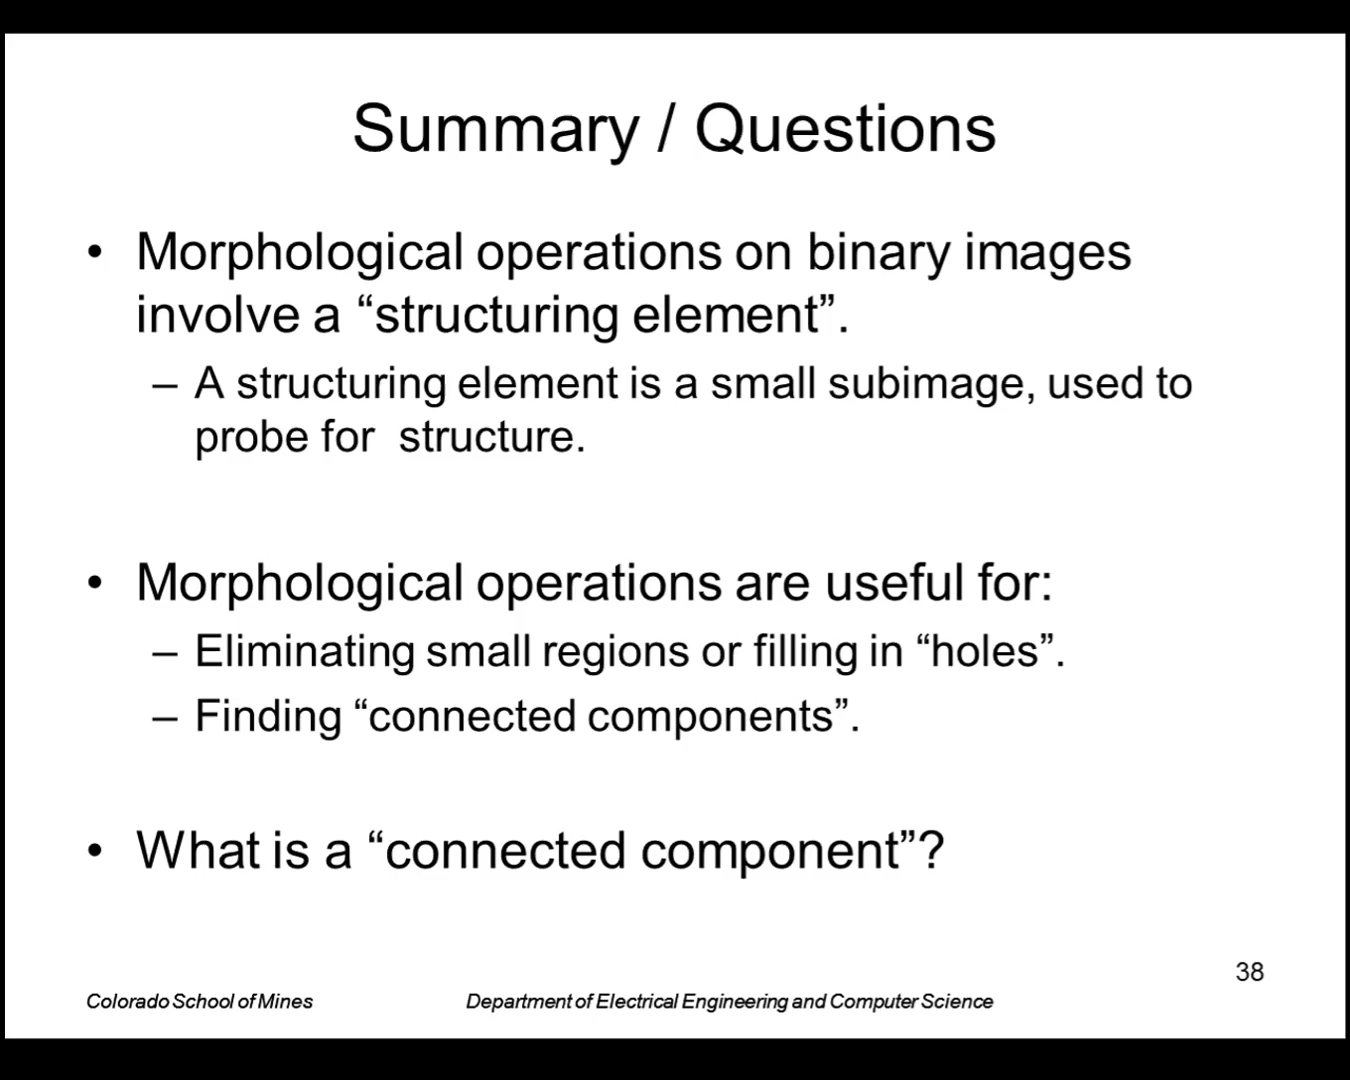 Summary / Questions
• Morphological operations on binary images
involve a “structuring element”.
– A structuring element is a small subimage, used to
probe for  structure.
• Morphological operations are useful for:
– Eliminating small regions or filling in “holes”.
– Finding “connected components”.
• What is a “connected component”?
38
Colorado School of Mines
Department of Electrical Engineering and Computer Science